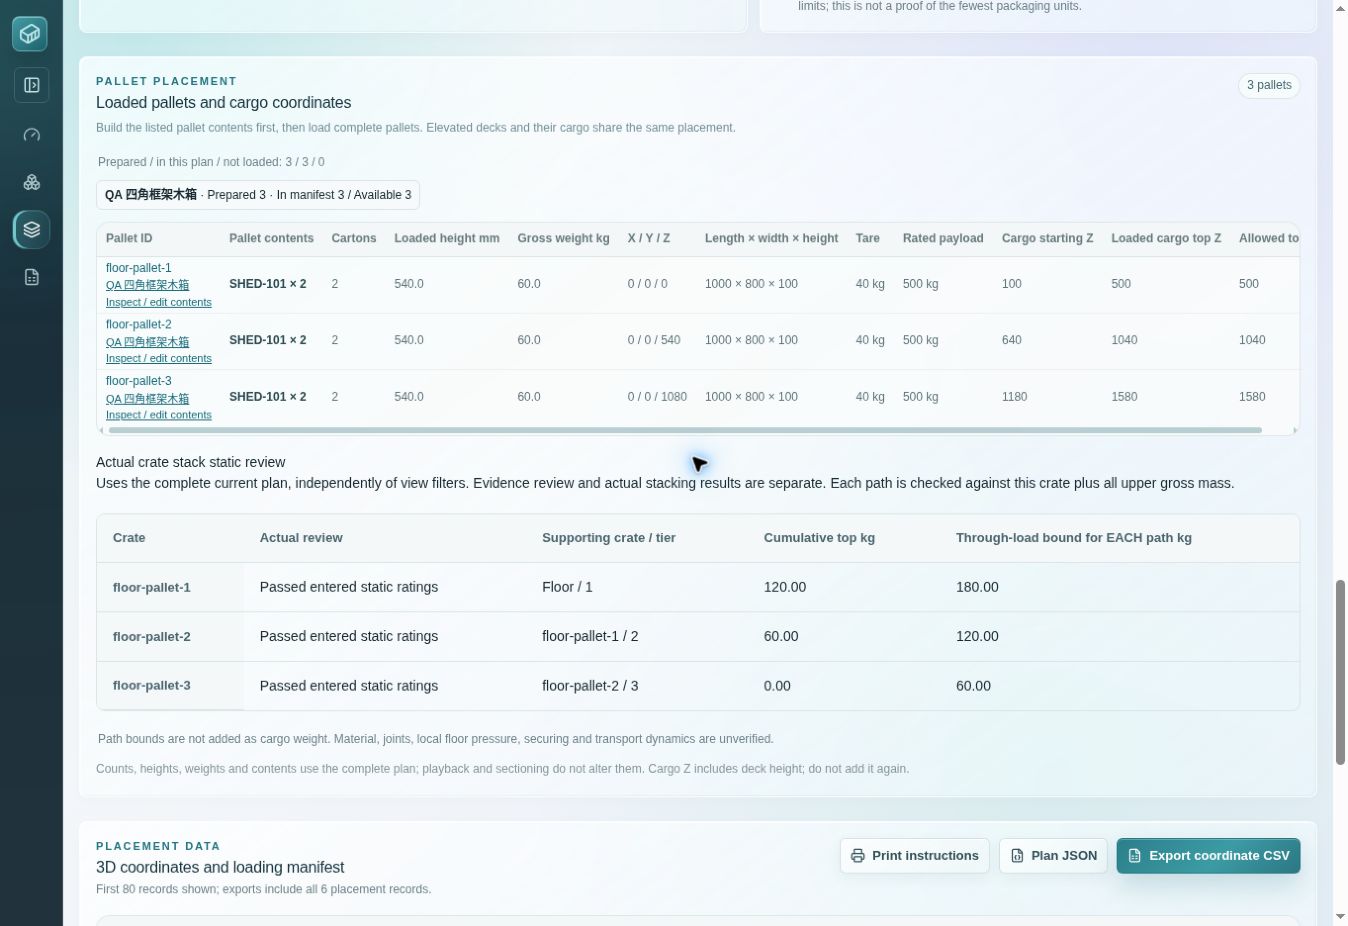 limits; this is not a proof of the fewest packaging units.
PALLET PLACEMENT
Loaded pallets and cargo coordinates
3 pallets
Build the listed pallet contents first, then load complete pallets. Elevated decks and their cargo share the same placement.
Prepared / in this plan / not loaded: 3 / 3 / 0
QA 四角框架木箱 · Prepared 3 · In manifest 3 / Available 3
Pallet ID Pallet contents Cartons Loaded height mm Gross weight kg X / Y / Z Length × width × height Tare Rated payload Cargo starting Z Loaded cargo top Z Allowed to
floor-pallet-1
QA 四角框架木箱
Inspect / edit contents
SHED-101 × 2 2 540.0 60.0 0 / 0 / 0 1000 × 800 × 100 40 kg 500 kg 100 500 500
floor-pallet-2
QA 四角框架木箱
Inspect / edit contents
SHED-101 × 2 2 540.0 60.0 0 / 0 / 540 1000 × 800 × 100 40 kg 500 kg 640 1040 1040
floor-pallet-3
QA 四角框架木箱
Inspect / edit contents
SHED-101 × 2 2 540.0 60.0 0 / 0 / 1080 1000 × 800 × 100 40 kg 500 kg 1180 1580 1580
Actual crate stack static review
Uses the complete current plan, independently of view filters. Evidence review and actual stacking results are separate. Each path is checked against this crate plus all upper gross mass.
Crate Actual review Supporting crate / tier Cumulative top kg Through-load bound for EACH path kg
floor-pallet-1 Passed entered static ratings Floor / 1 120.00 180.00
floor-pallet-2 Passed entered static ratings floor-pallet-1 / 2 60.00 120.00
floor-pallet-3 Passed entered static ratings floor-pallet-2 / 3 0.00 60.00
Path bounds are not added as cargo weight. Material, joints, local floor pressure, securing and transport dynamics are unverified.
Counts, heights, weights and contents use the complete plan; playback and sectioning do not alter them. Cargo Z includes deck height; do not add it again.
PLACEMENT DATA
3D coordinates and loading manifest
First 80 records shown; exports include all 6 placement records.
Print instructions
Plan JSON
Export coordinate CSV